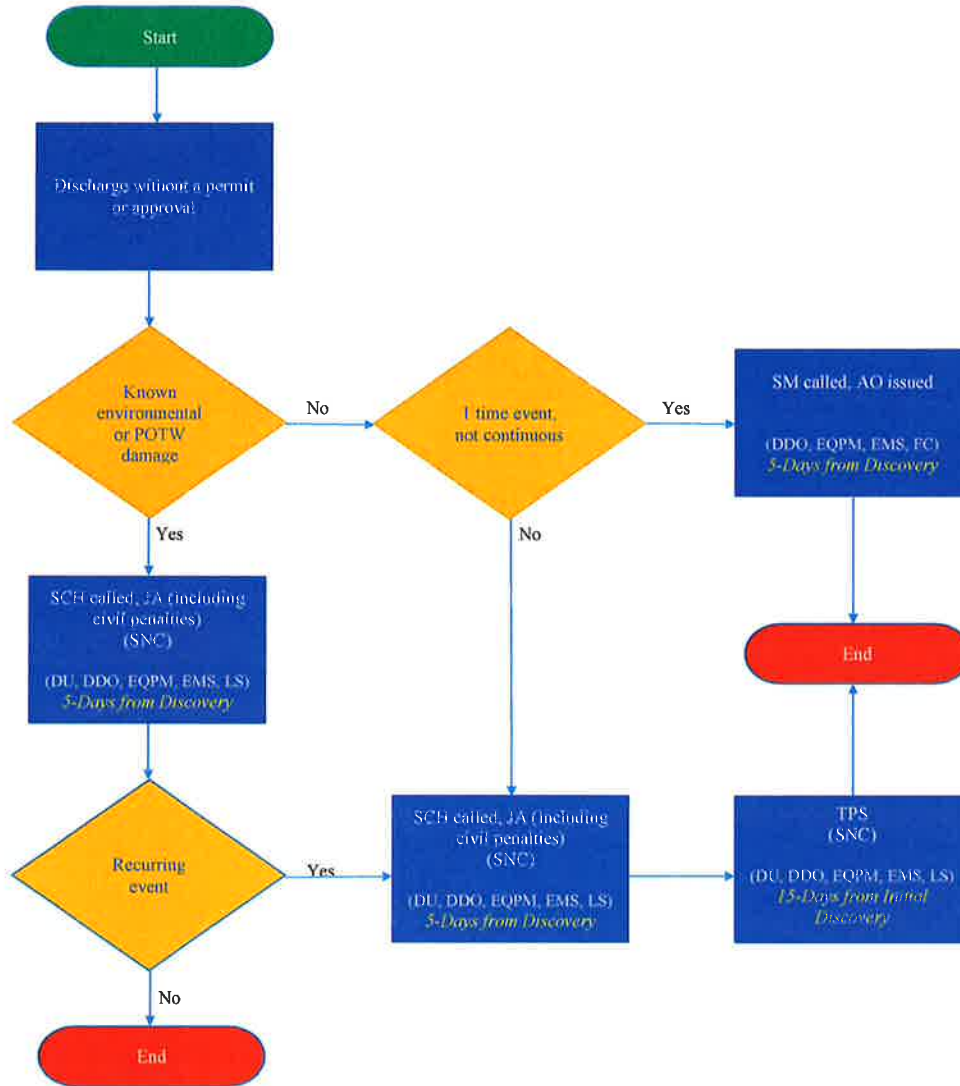 Start
Discharge without a permit
or approval
Known
environmental
or POTW
damage
No
1 time event,
not continuous
Yes
SM called, AO issued
(DDO, EQPM, EMS, FC)
5-Days from Discovery
Yes
No
SCH called, JA (including
civil penalties)
(SNC)
(DU, DDO, EQPM, EMS, LS)
5-Days from Discovery
End
Recurring
event
Yes
SCH called, JA (including
civil penalties)
(SNC)
(DU, DDO, EQPM, EMS, LS)
5-Days from Discovery
TPS
(SNC)
(DU, DDO, EQPM, EMS, LS)
15-Days from Initial
Discovery
No
End